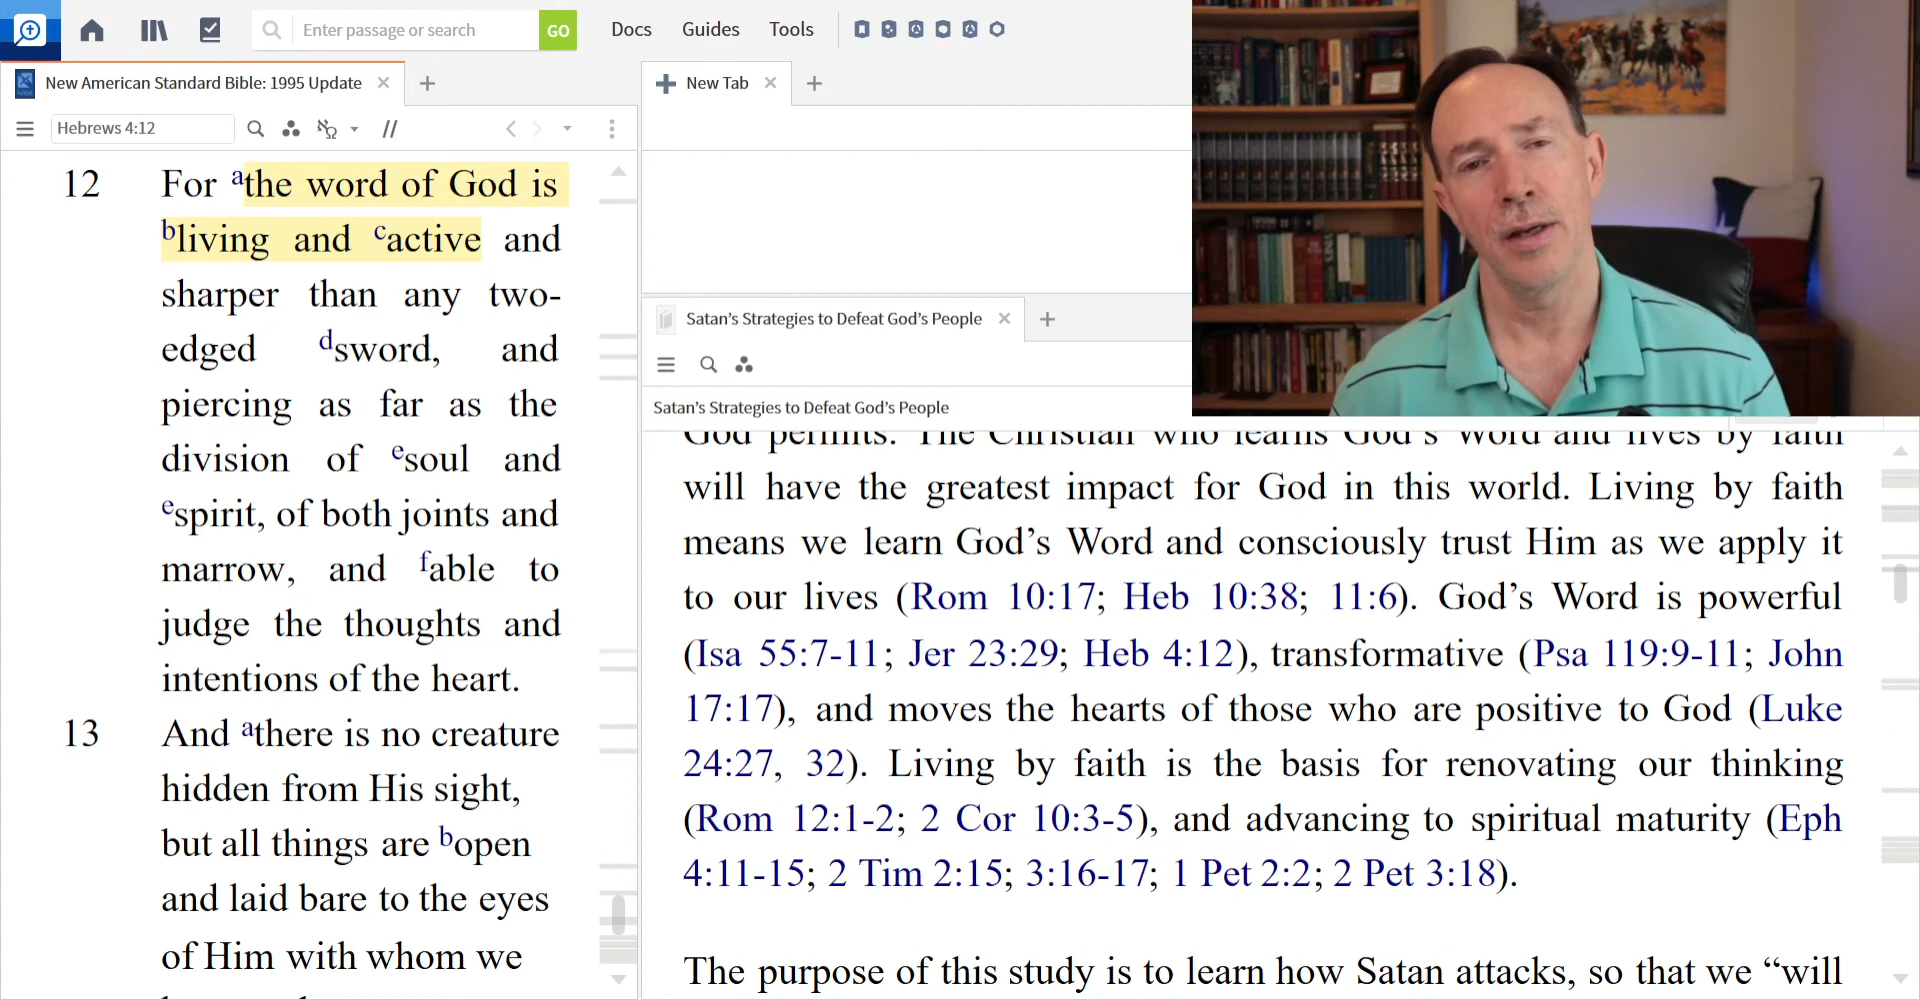 Enter passage or search
GO
Docs
Guides
Tools
New American Standard Bible: 1995 Update
Hebrews 4:12
12 For ᵃthe word of God is
ᵇliving and ᶜactive and
sharper than any two-
edged ᵈsword, and
piercing as far as the
division of ᵉsoul and
ᵉspirit, of both joints and
marrow, and ᶠable to
judge the thoughts and
intentions of the heart.
13 And ᵃthere is no creature
hidden from His sight,
but all things are ᵇopen
and laid bare to the eyes
of Him with whom we
New Tab
Satan’s Strategies to Defeat God’s People
Satan’s Strategies to Defeat God’s People
God permits. The Christian who learns God’s Word and lives by faith
will have the greatest impact for God in this world. Living by faith
means we learn God’s Word and consciously trust Him as we apply it
to our lives (Rom 10:17; Heb 10:38; 11:6). God’s Word is powerful
(Isa 55:7-11; Jer 23:29; Heb 4:12), transformative (Psa 119:9-11; John
17:17), and moves the hearts of those who are positive to God (Luke
24:27, 32). Living by faith is the basis for renovating our thinking
(Rom 12:1-2; 2 Cor 10:3-5), and advancing to spiritual maturity (Eph
4:11-15; 2 Tim 2:15; 3:16-17; 1 Pet 2:2; 2 Pet 3:18).
The purpose of this study is to learn how Satan attacks, so that we “will